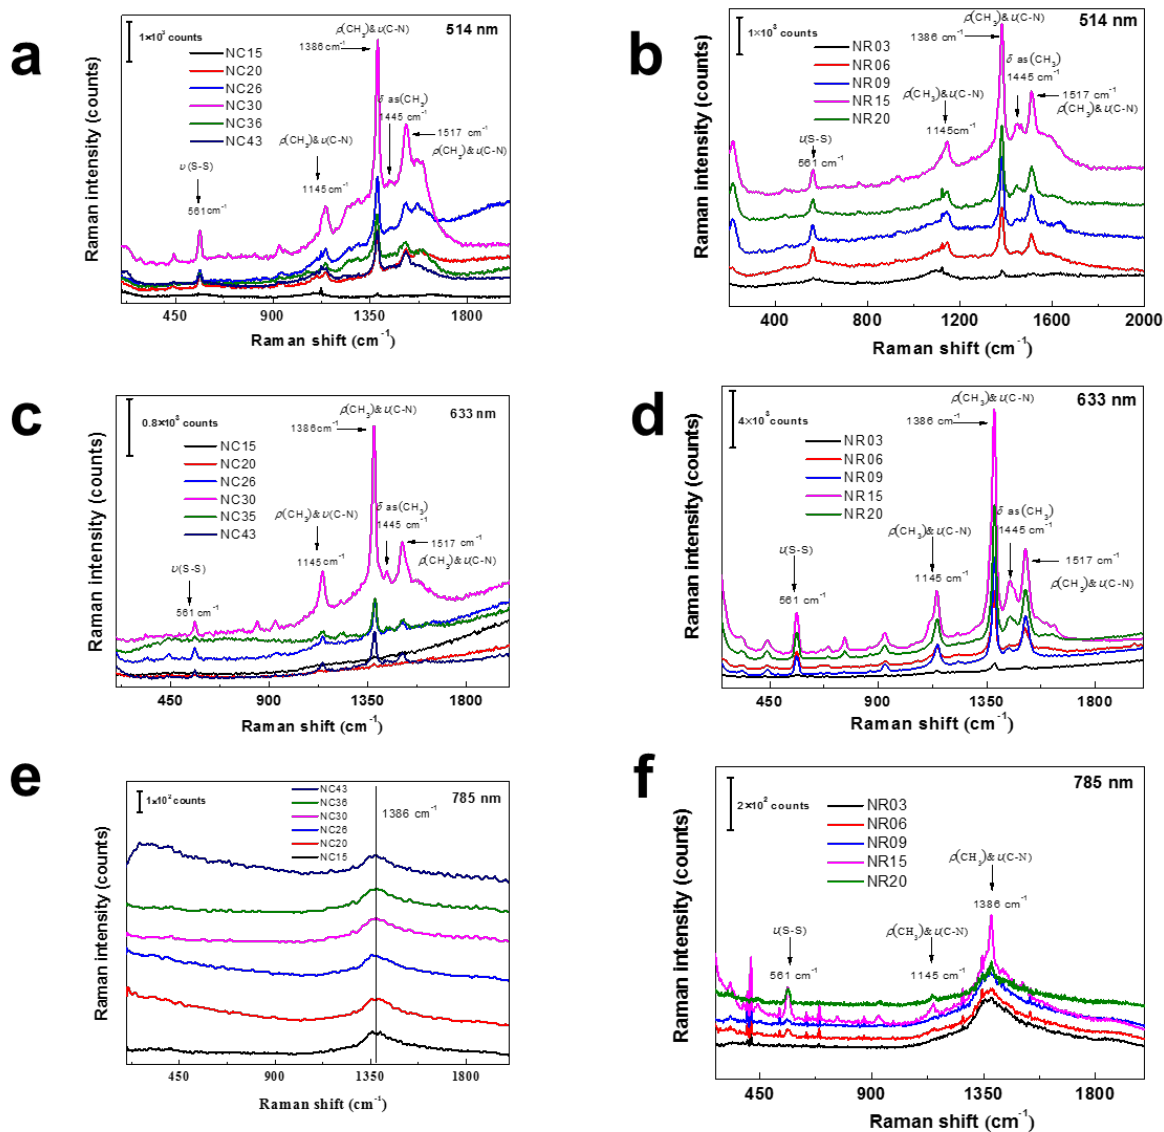 a
1×10³ counts
NC15
NC20
NC26
NC30
NC36
NC43
ρ(CH₃)& υ(C-N)
1386 cm⁻¹
514 nm
δ as(CH₃)
1445 cm⁻¹
1517 cm⁻¹
ρ(CH₃)& υ(C-N)
ρ(CH₃)& υ(C-N)
1145 cm⁻¹
υ (S-S)
561 cm⁻¹
Raman intensity (counts)
450 900 1350 1800
Raman shift (cm⁻¹)
b
1×10³ counts
NR03
NR06
NR09
NR15
NR20
ρ(CH₃)& υ(C-N)
1386 cm⁻¹
514 nm
δ as(CH₃)
1445 cm⁻¹
1517 cm⁻¹
ρ(CH₃)& υ(C-N)
ρ(CH₃)& υ(C-N)
1145cm⁻¹
υ(S-S)
561 cm⁻¹
Raman intensity (counts)
400 800 1200 1600 2000
Raman shift (cm⁻¹)
c
0.8×10³ counts
NC15
NC20
NC26
NC30
NC35
NC43
ρ(CH₃)& υ(C-N)
1386cm⁻¹
633 nm
δ as(CH₃)
1445 cm⁻¹
1517 cm⁻¹
ρ(CH₃)& υ(C-N)
ρ(CH₃)& υ(C-N)
1145 cm⁻¹
υ(S-S)
561 cm⁻¹
Raman intensity (counts)
450 900 1350 1800
Raman shift (cm⁻¹)
d
4×10³ counts
NR03
NR06
NR09
NR15
NR20
ρ(CH₃)& υ(C-N)
1386 cm⁻¹
633 nm
δ as(CH₃)
1445 cm⁻¹
1517 cm⁻¹
ρ(CH₃)& υ(C-N)
ρ(CH₃)& υ(C-N)
1145 cm⁻¹
υ(S-S)
561 cm⁻¹
Raman intensity (counts)
450 900 1350 1800
Raman shift (cm⁻¹)
e
1×10² counts
NC43
NC36
NC30
NC26
NC20
NC15
1386 cm⁻¹
785 nm
Raman intensity (counts)
450 900 1350 1800
Raman shift (cm⁻¹)
f
2×10² counts
NR03
NR06
NR09
NR15
NR20
785 nm
ρ(CH₃)& υ(C-N)
1386 cm⁻¹
υ(S-S)
561 cm⁻¹
ρ(CH₃)& υ(C-N)
1145 cm⁻¹
Raman intensity (counts)
450 900 1350 1800
Raman shift (cm⁻¹)